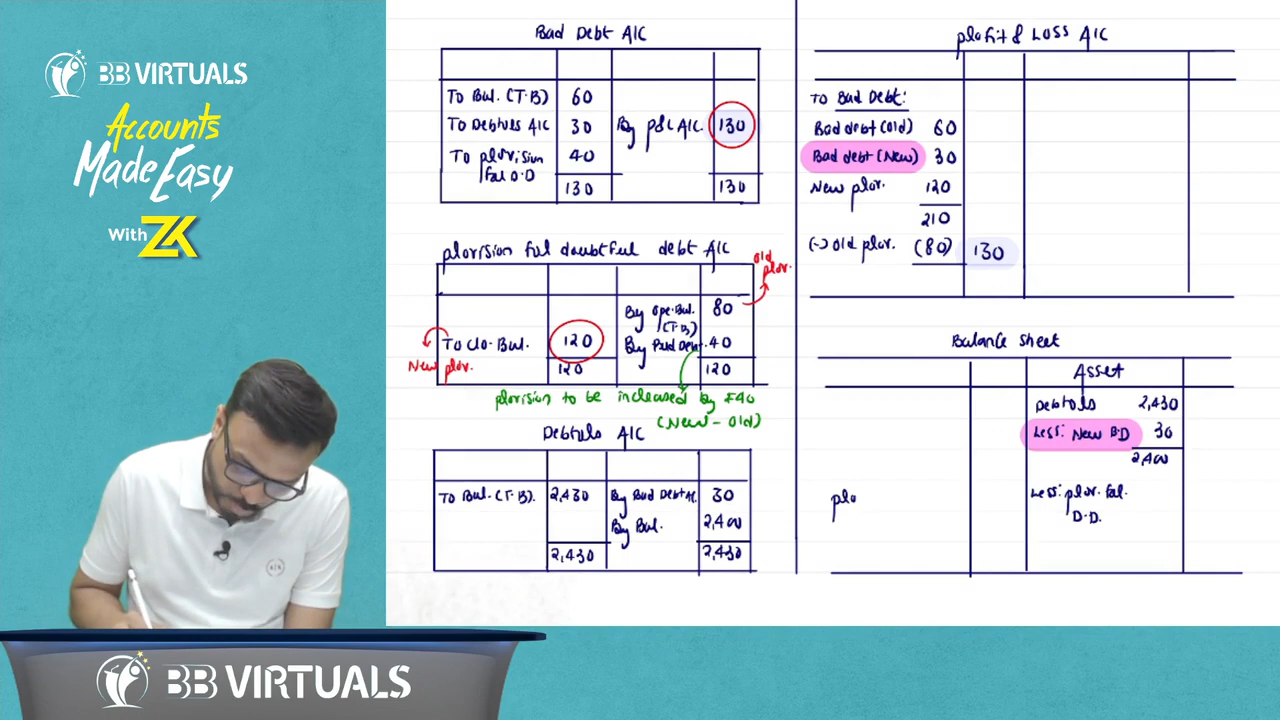 BB VIRTUALS
Accounts
Made Easy
With ZK
BB VIRTUALS
Bad Debt A/C
To Bal. (T.B) 60
To Debtors A/C 30 By P&L A/C. 130
To provision 40
for D.D
130 130
provision for doubtful debt A/C
old
prov.
By Ope. Bal. 80
(T.B)
To Clo. Bal. 120 By Bad Debt 40
New prov. 120 120
provision to be increased by ₹40
(New - old)
Debtors A/C
To Bal. (T.B). 2,430 By Bad Debt A/c 30
By Bal. 2,400
2,430 2,430
profit & Loss A/C
To Bad Debt:
Bad debt (old) 60
Bad debt (New) 30
New prov. 120
210
(-) old prov. (80) 130
Balance sheet
Asset
Debtors 2,430
Less: New B.D 30
2,400
pro Less: prov. for.
D.D.